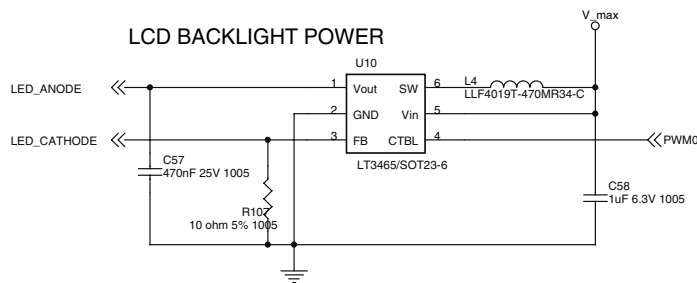 V_max
LCD BACKLIGHT POWER
U10
LED_ANODE
1 Vout SW 6
L4
LLF4019T-470MR34-C
2 GND Vin 5
LED_CATHODE
3 FB CTBL 4
PWM0
LT3465/SOT23-6
C57
470nF 25V 1005
R107
10 ohm 5% 1005
C58
1uF 6.3V 1005